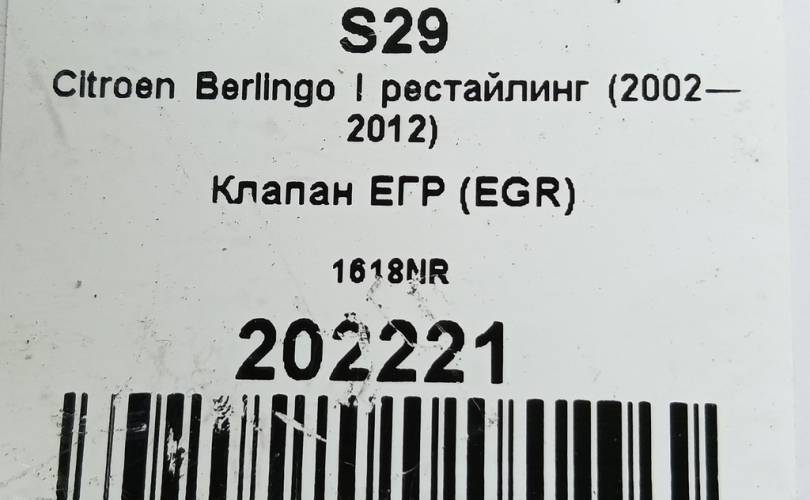 S29
Citroen Berlingo I рестайлинг (2002—
2012)
Клапан ЕГР (EGR)
1618NR
202221